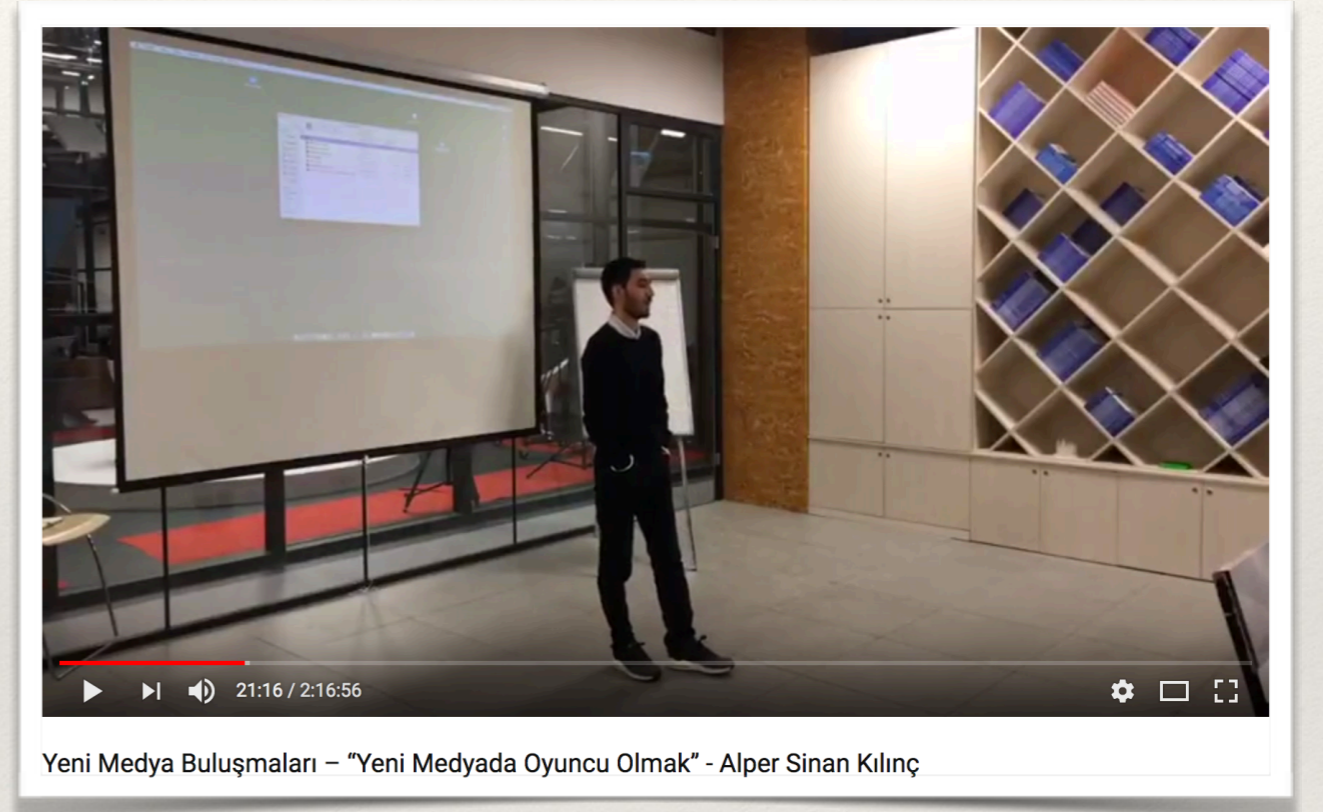 21:16 / 2:16:56
Yeni Medya Buluşmaları – “Yeni Medyada Oyuncu Olmak” - Alper Sinan Kılınç